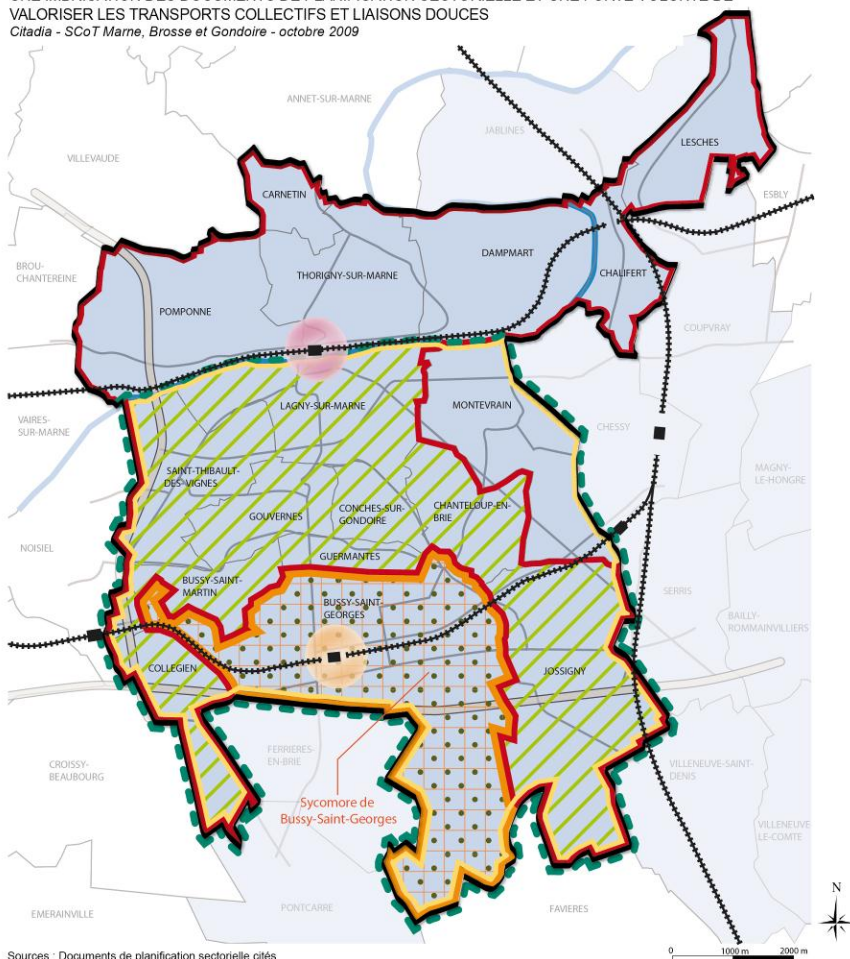 VALORISER LES TRANSPORTS COLLECTIFS ET LIAISONS DOUCES
Citadia - SCoT Marne, Brosse et Gondoire - octobre 2009
ANNET-SUR-MARNE
JABLINES
LESCHES
VILLEVAUDE
CARNETIN
ESBLY
BROU-
CHANTEREINE
THORIGNY-SUR-MARNE
DAMPMART
CHALIFERT
POMPONNE
COUPVRAY
VAIRES-
SUR-MARNE
LAGNY-SUR-MARNE
MONTEVRAIN
CHESSY
MAGNY-
LE-HONGRE
SAINT-THIBAULT-
DES-VIGNES
GOUVERNES
CONCHES-SUR-
GONDOIRE
CHANTELOUP-EN-
BRIE
NOISIEL
GUERMANTES
BUSSY-SAINT-
MARTIN
BUSSY-SAINT-
GEORGES
SERRIS
BAILLY-
ROMMAINVILLIERS
COLLEGIEN
JOSSIGNY
CROISSY-
BEAUBOURG
FERRIERES-
EN-BRIE
VILLENEUVE-SAINT-
DENIS
Sycomore de
Bussy-Saint-Georges
VILLENEUVE
LE-COMTE
EMERAINVILLE
PONTCARRE
FAVIERES
N
Sources : Documents de planification sectorielle cités
0 1000 m 2000 m